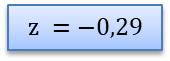 z = −0,29